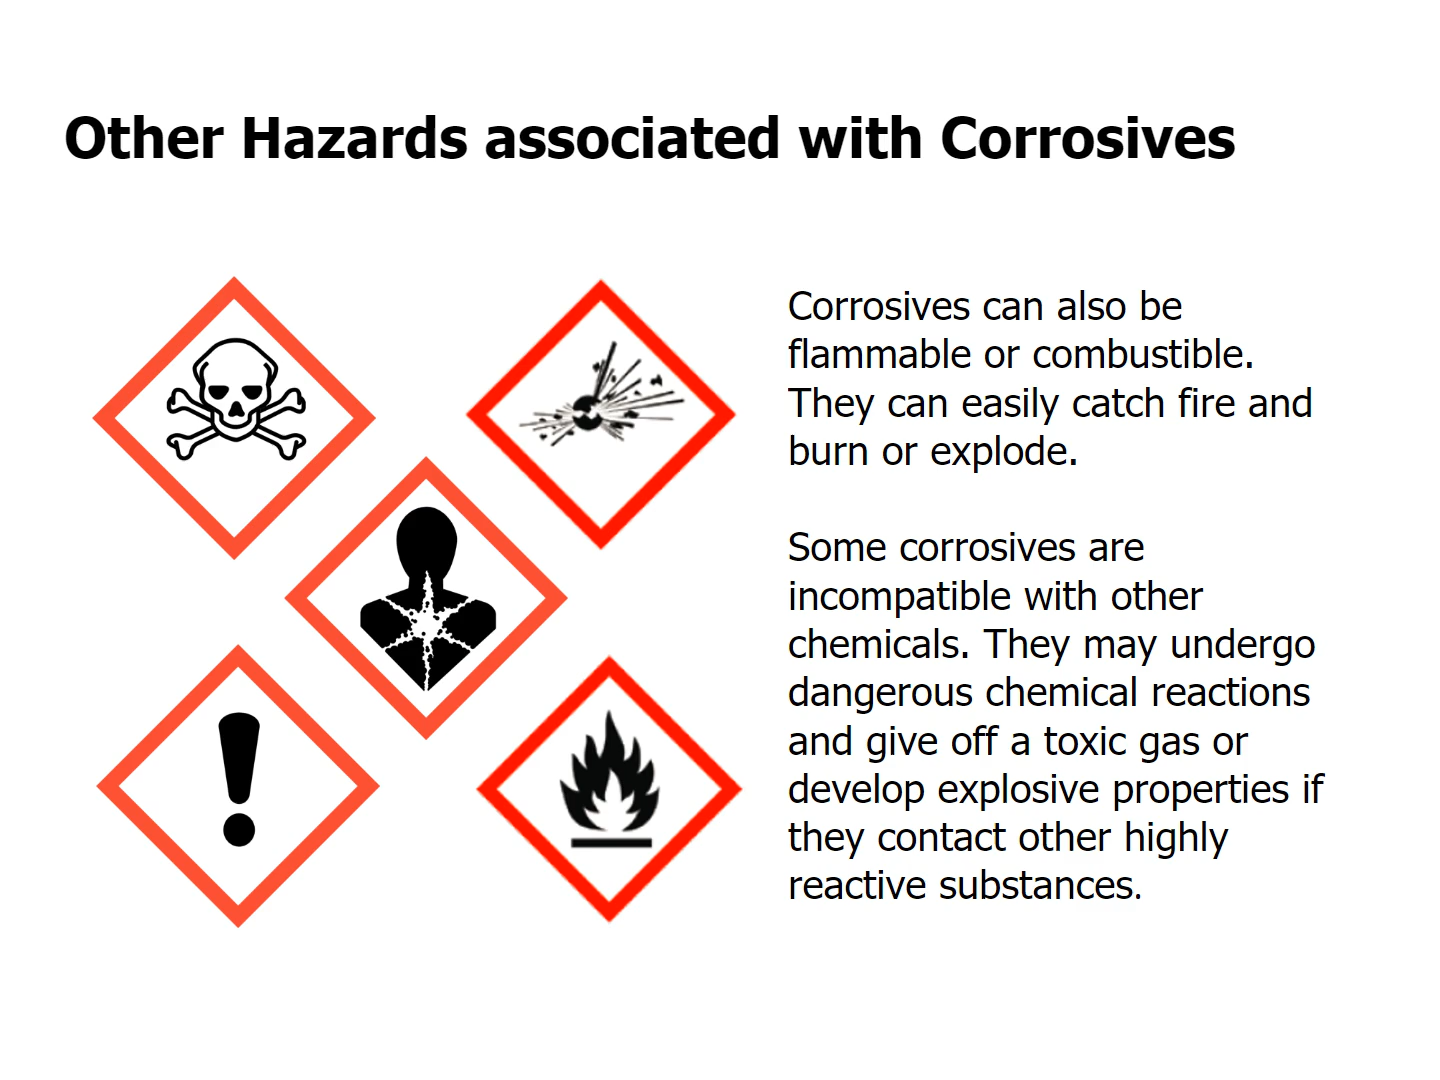 Other Hazards associated with Corrosives
Corrosives can also be
flammable or combustible.
They can easily catch fire and
burn or explode.
Some corrosives are
incompatible with other
chemicals. They may undergo
dangerous chemical reactions
and give off a toxic gas or
develop explosive properties if
they contact other highly
reactive substances.